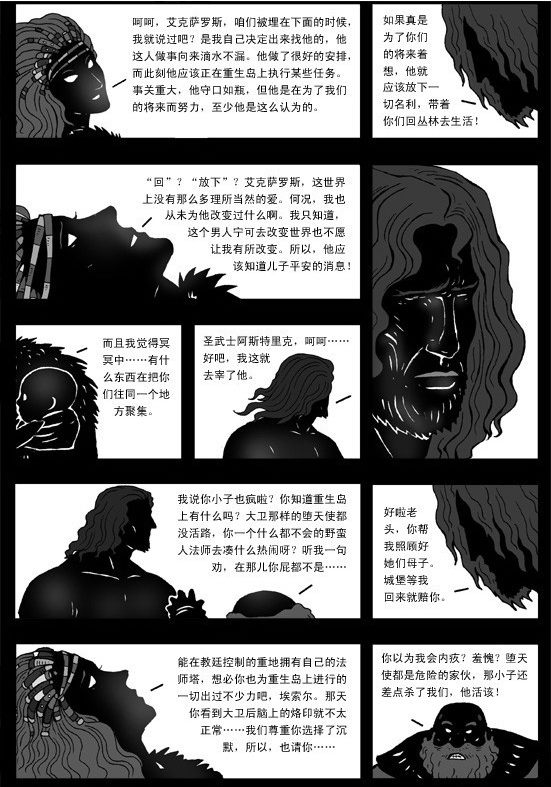 呵呵，艾克萨罗斯，咱们被埋在下面的时候，
我就说过吧？是我自己决定出来找他的，他
这人做事向来滴水不漏。他做了很好的安排，
而此刻他应该正在重生岛上执行某些任务。
事关重大，他守口如瓶，但他是在为了我们
的将来而努力，至少他是这么认为的。
如果真是
为了你们
的将来着
想，他就
应该放下一
切名利，带着
你们回丛林去生活！
“回”？“放下”？艾克萨罗斯，这世界
上没有那么多理所当然的爱。何况，我也
从未为他改变过什么啊。我只知道，
这个男人宁可去改变世界也不愿
让我有所改变。所以，他应
该知道儿子平安的消息！
而且我觉得冥
冥中……有什
么东西在把你
们往同一个地
方聚集。
圣武士阿斯特里克，呵呵……
好吧，我这就
去宰了他。
我说你小子也疯啦？你知道重生岛
上有什么吗？大卫那样的堕天使都
没活路，你一个什么都不会的野蛮
人法师去凑什么热闹呀？听我一句
劝，在那儿你屁都不是……
好啦老
头，你帮
我照顾好
她们母子。
城堡等我
回来就赔你。
能在教廷控制的重地拥有自己的法
师塔，想必你也为重生岛上进行的
一切出过不少力吧，埃索尔。那天
你看到大卫后脑上的烙印就不太
正常……我们尊重你选择了沉
默，所以，也请你……
你以为我会内疚？羞愧？堕天
使都是危险的家伙，那小子还
差点杀了我们，他活该！